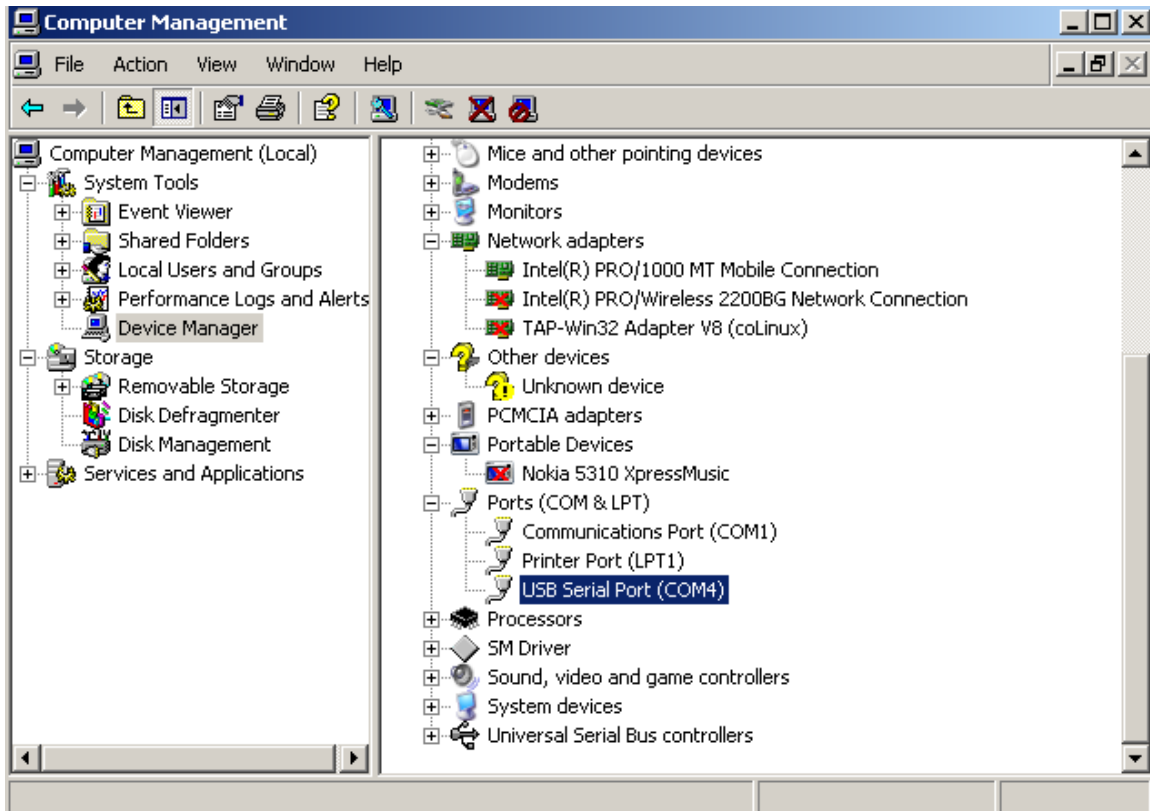 Computer Management
File Action View Window Help
Computer Management (Local)
System Tools
Event Viewer
Shared Folders
Local Users and Groups
Performance Logs and Alerts
Device Manager
Storage
Removable Storage
Disk Defragmenter
Disk Management
Services and Applications
Mice and other pointing devices
Modems
Monitors
Network adapters
Intel(R) PRO/1000 MT Mobile Connection
Intel(R) PRO/Wireless 2200BG Network Connection
TAP-Win32 Adapter V8 (coLinux)
Other devices
Unknown device
PCMCIA adapters
Portable Devices
Nokia 5310 XpressMusic
Ports (COM & LPT)
Communications Port (COM1)
Printer Port (LPT1)
USB Serial Port (COM4)
Processors
SM Driver
Sound, video and game controllers
System devices
Universal Serial Bus controllers